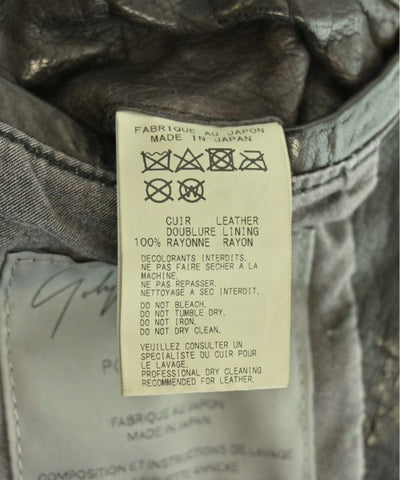 FABRIQUE AU JAPON
MADE IN JAPAN
W
CUIR LEATHER
DOUBLURE LINING
100% RAYONNE RAYON
DECOLORANTS INTERDITS.
NE PAS FAIRE SECHER A LA
MACHINE.
NE PAS REPASSER.
NETTOYAGE A SEC INTERDIT.
DO NOT BLEACH.
DO NOT TUMBLE DRY.
DO NOT IRON.
DO NOT DRY CLEAN.
VEUILLEZ CONSULTER UN
SPECIALISTE DU CUIR POUR
LE LAVAGE.
PROFESSIONAL DRY CLEANING
RECOMMENDED FOR LEATHER.
PO
FABRIQUE AU JAPON
MADE IN JAPAN
COMPOSITION ET INSTRUCTIONS DE LAVAGE
ETTE ANNEXE